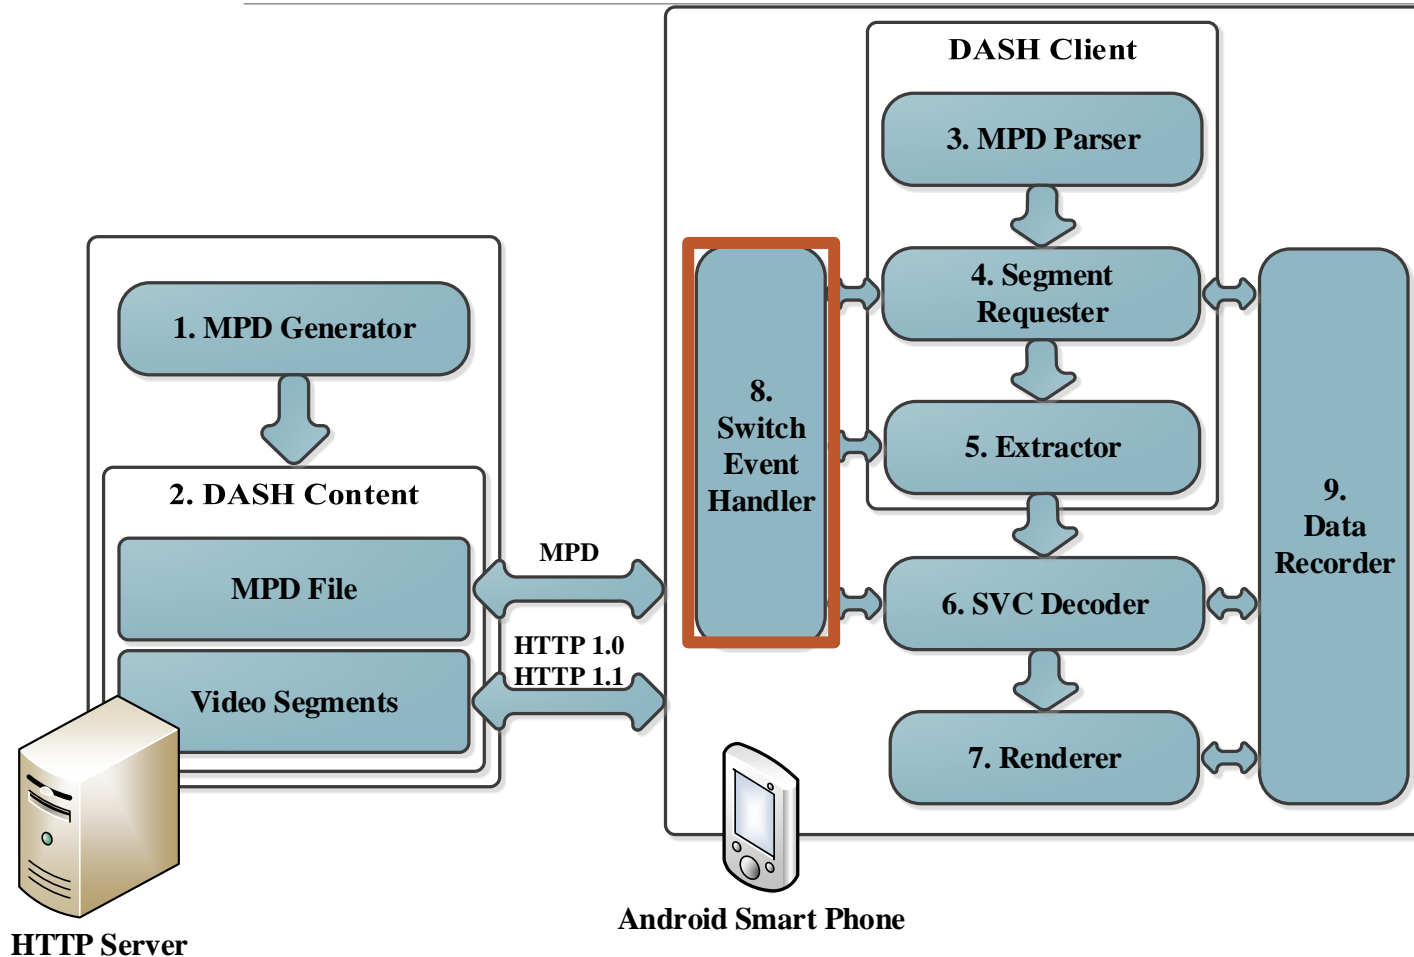 DASH Client
3. MPD Parser
4. Segment
Requester
5. Extractor
6. SVC Decoder
7. Renderer
8.
Switch
Event
Handler
9.
Data
Recorder
1. MPD Generator
2. DASH Content
MPD File
Video Segments
MPD
HTTP 1.0
HTTP 1.1
Android Smart Phone
HTTP Server